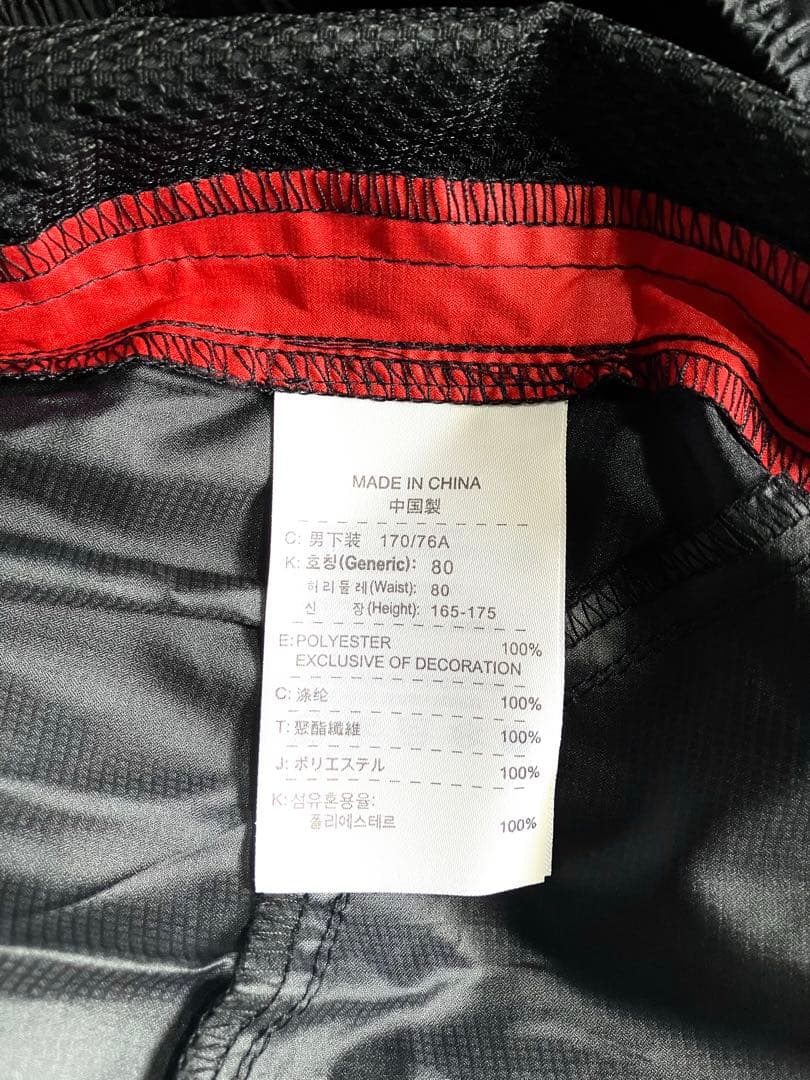 MADE IN CHINA
中国製
C: 男下装 170/76A
K: 호칭(Generic): 80
허리둘레(Waist): 80
신 장(Height): 165-175
E: POLYESTER 100%
EXCLUSIVE OF DECORATION
C: 涤纶 100%
T: 聚酯纖維 100%
J: ポリエステル 100%
K: 섬유혼용율:
폴리에스테르 100%